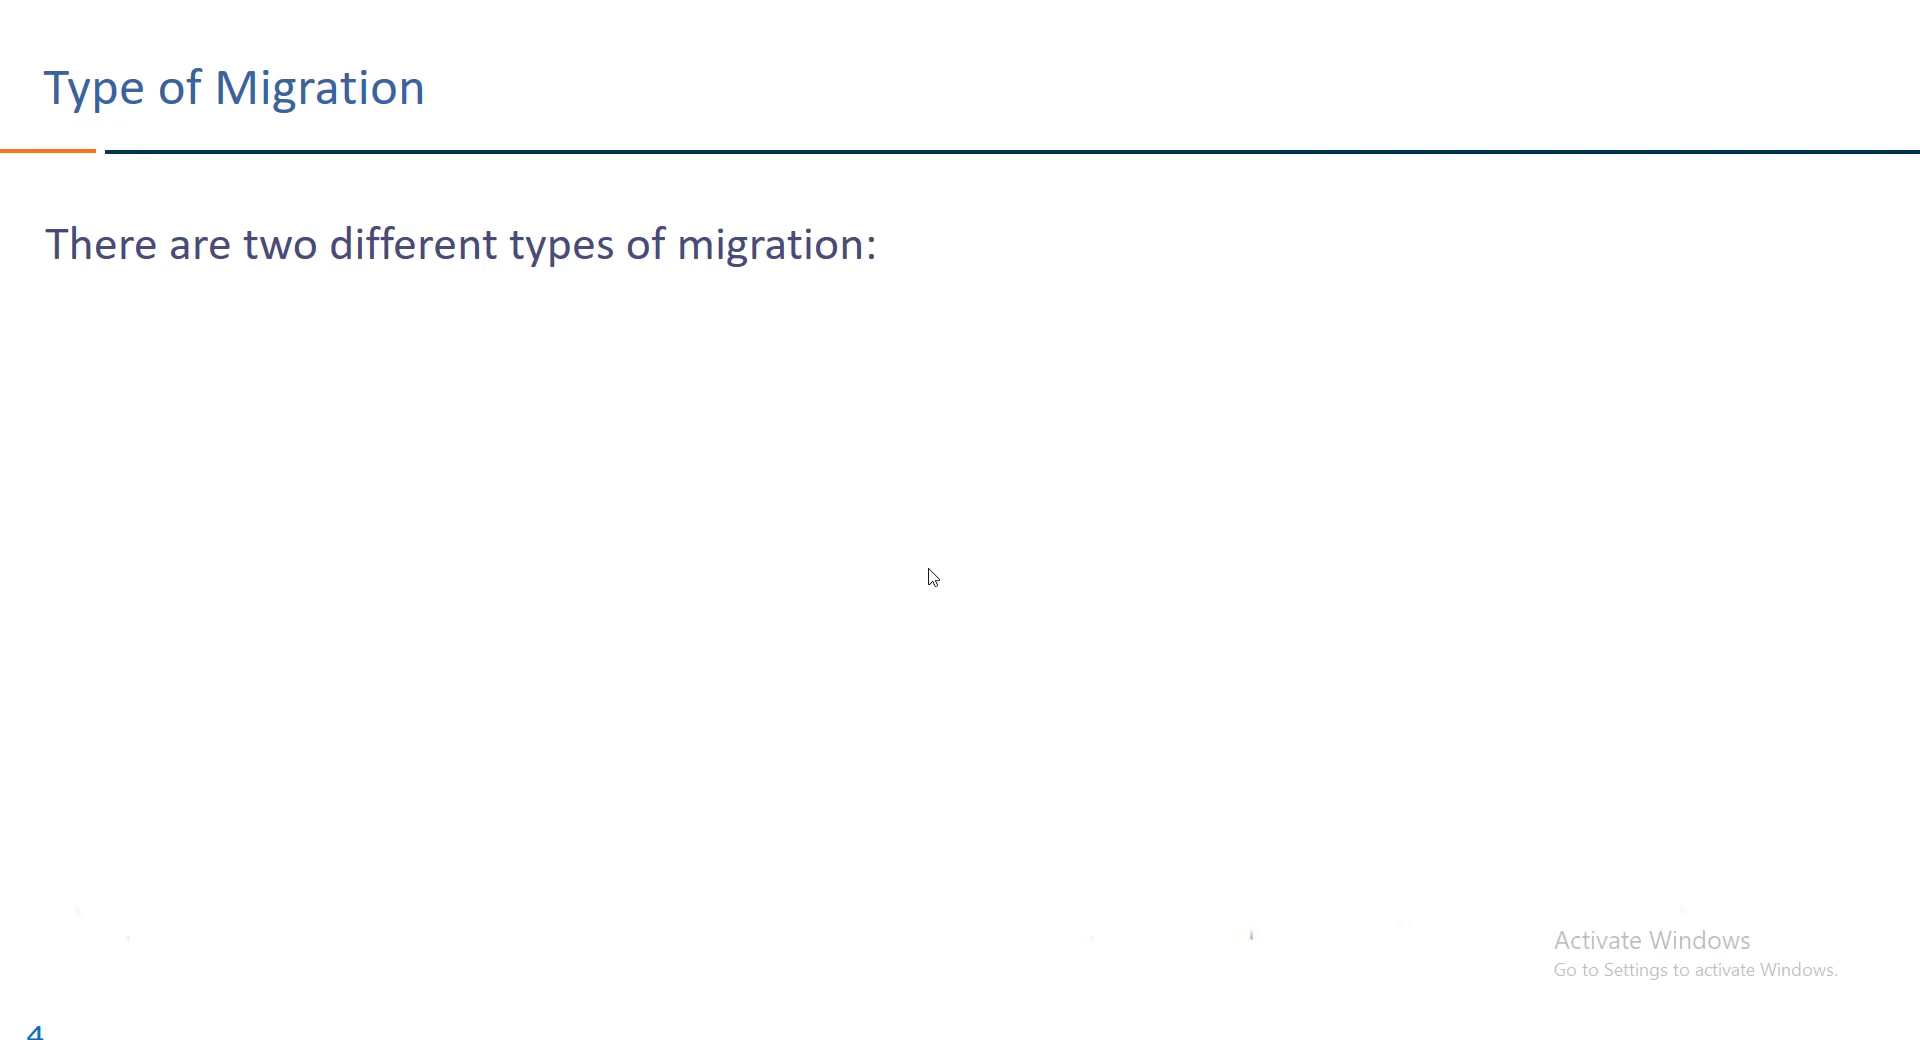 Type of Migration
There are two different types of migration:
Activate Windows
Go to Settings to activate Windows.
4